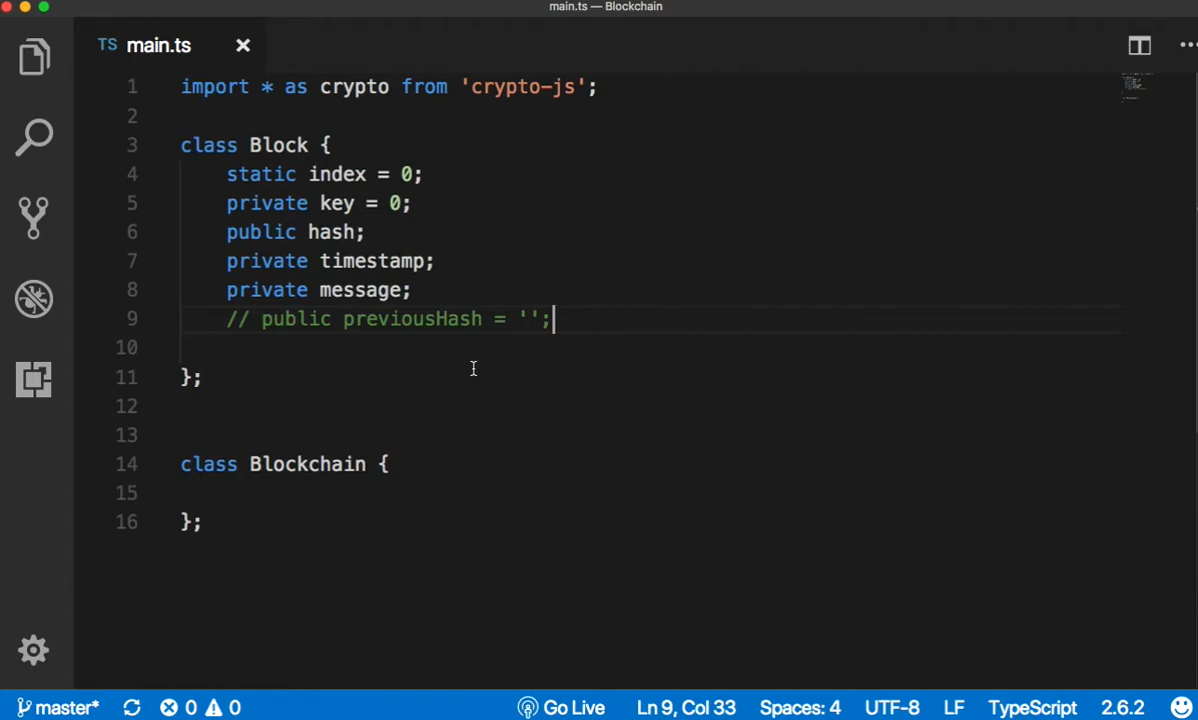 main.ts — Blockchain
TS main.ts ×
1 import * as crypto from 'crypto-js';
2
3 class Block {
4 static index = 0;
5 private key = 0;
6 public hash;
7 private timestamp;
8 private message;
9 // public previousHash = '';
10
11 };
12
13
14 class Blockchain {
15
16 };
master* 0 0 Go Live Ln 9, Col 33 Spaces: 4 UTF-8 LF TypeScript 2.6.2